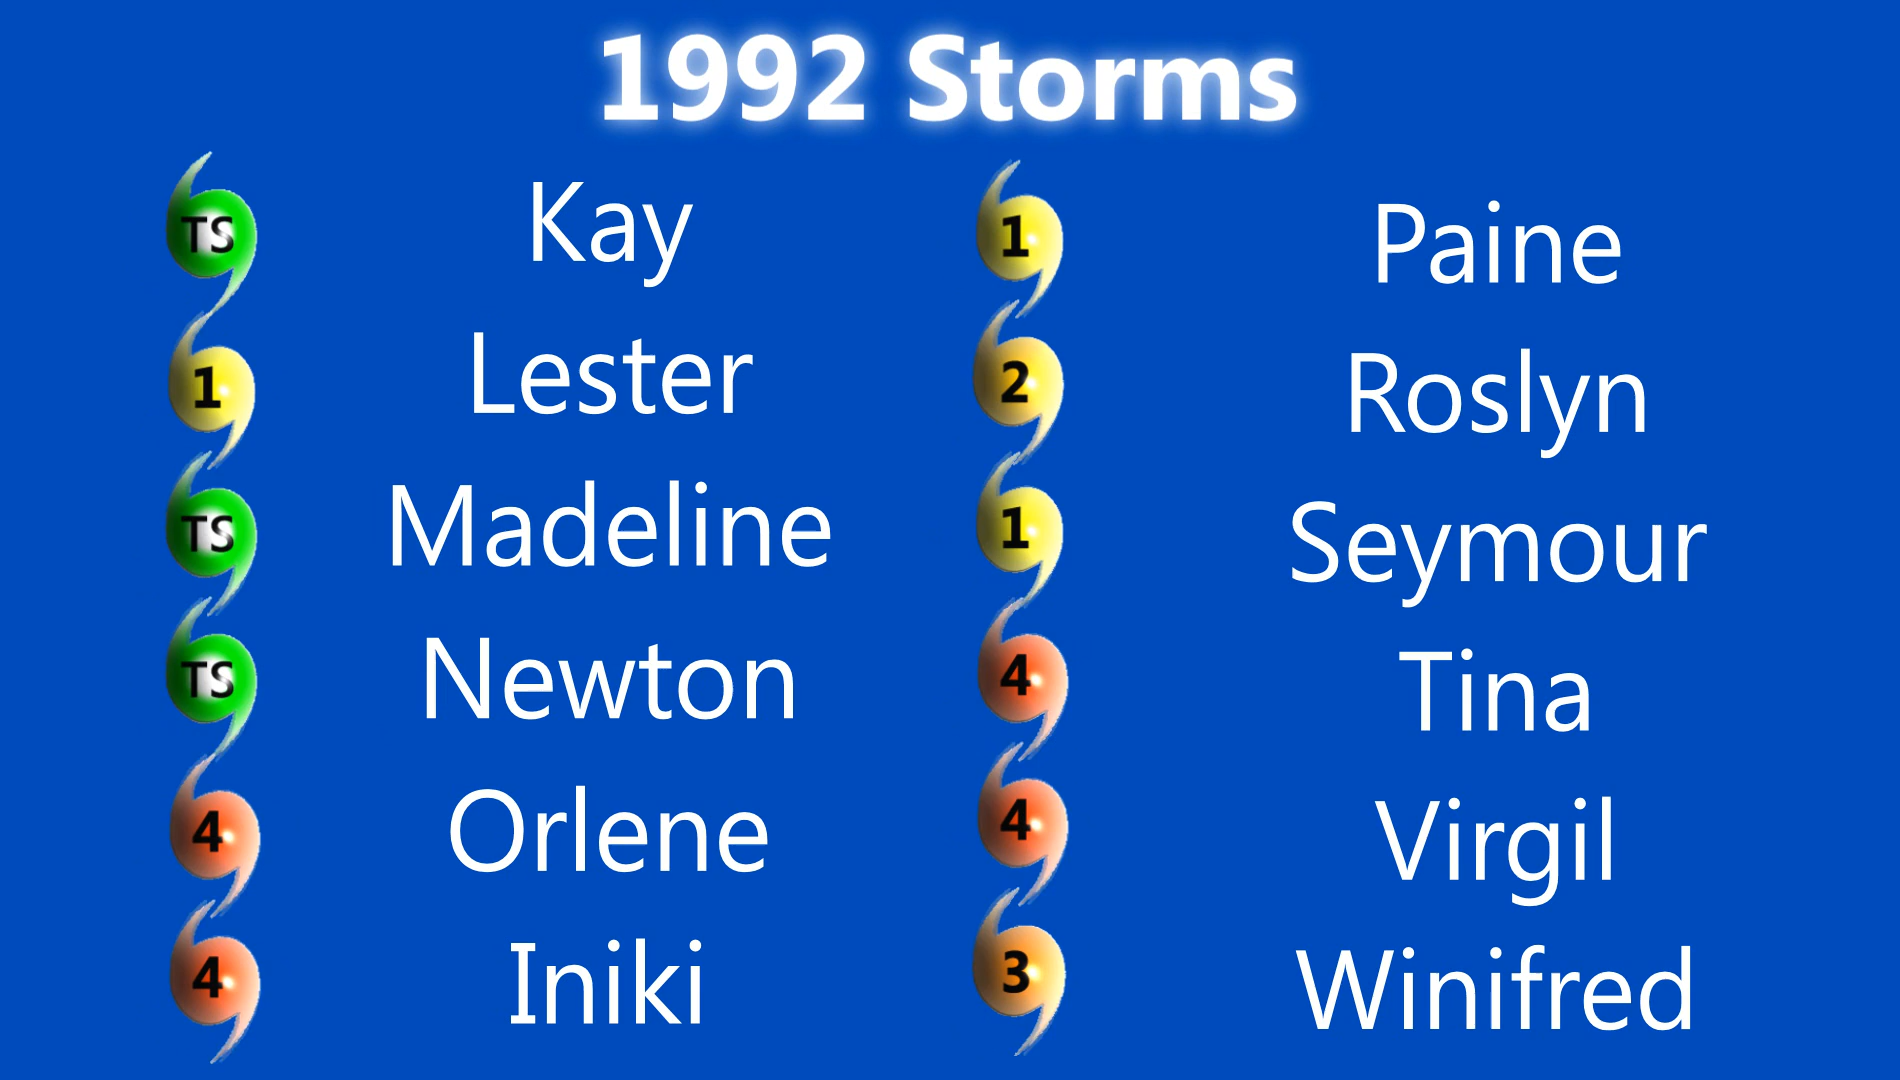 1992 Storms
TS Kay
1 Lester
TS Madeline
TS Newton
4 Orlene
4 Iniki
1 Paine
2 Roslyn
1 Seymour
4 Tina
4 Virgil
3 Winifred